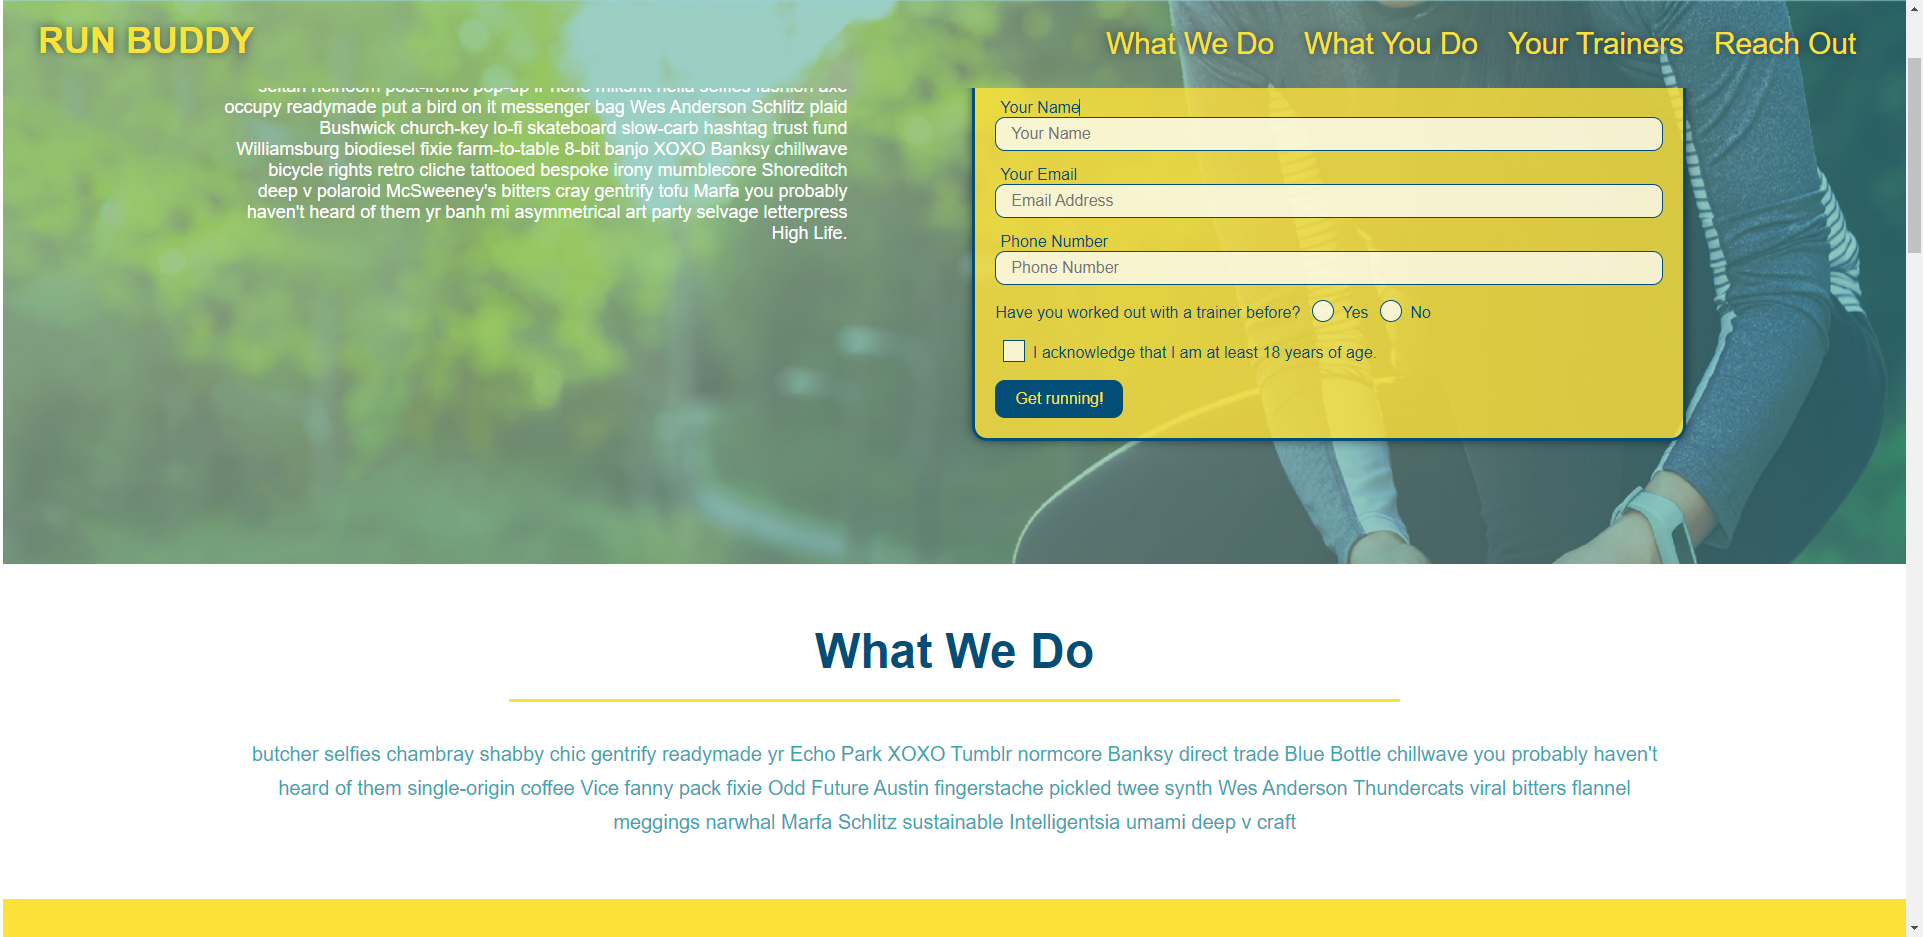 RUN BUDDY
What We Do What You Do Your Trainers Reach Out
occupy readymade put a bird on it messenger bag Wes Anderson Schlitz plaid
Bushwick church-key lo-fi skateboard slow-carb hashtag trust fund
Williamsburg biodiesel fixie farm-to-table 8-bit banjo XOXO Banksy chillwave
bicycle rights retro cliche tattooed bespoke irony mumblecore Shoreditch
deep v polaroid McSweeney's bitters cray gentrify tofu Marfa you probably
haven't heard of them yr banh mi asymmetrical art party selvage letterpress
High Life.
Your Name
Your Name
Your Email
Email Address
Phone Number
Phone Number
Have you worked out with a trainer before? Yes No
I acknowledge that I am at least 18 years of age.
Get running!
What We Do
butcher selfies chambray shabby chic gentrify readymade yr Echo Park XOXO Tumblr normcore Banksy direct trade Blue Bottle chillwave you probably haven't
heard of them single-origin coffee Vice fanny pack fixie Odd Future Austin fingerstache pickled twee synth Wes Anderson Thundercats viral bitters flannel
meggings narwhal Marfa Schlitz sustainable Intelligentsia umami deep v craft